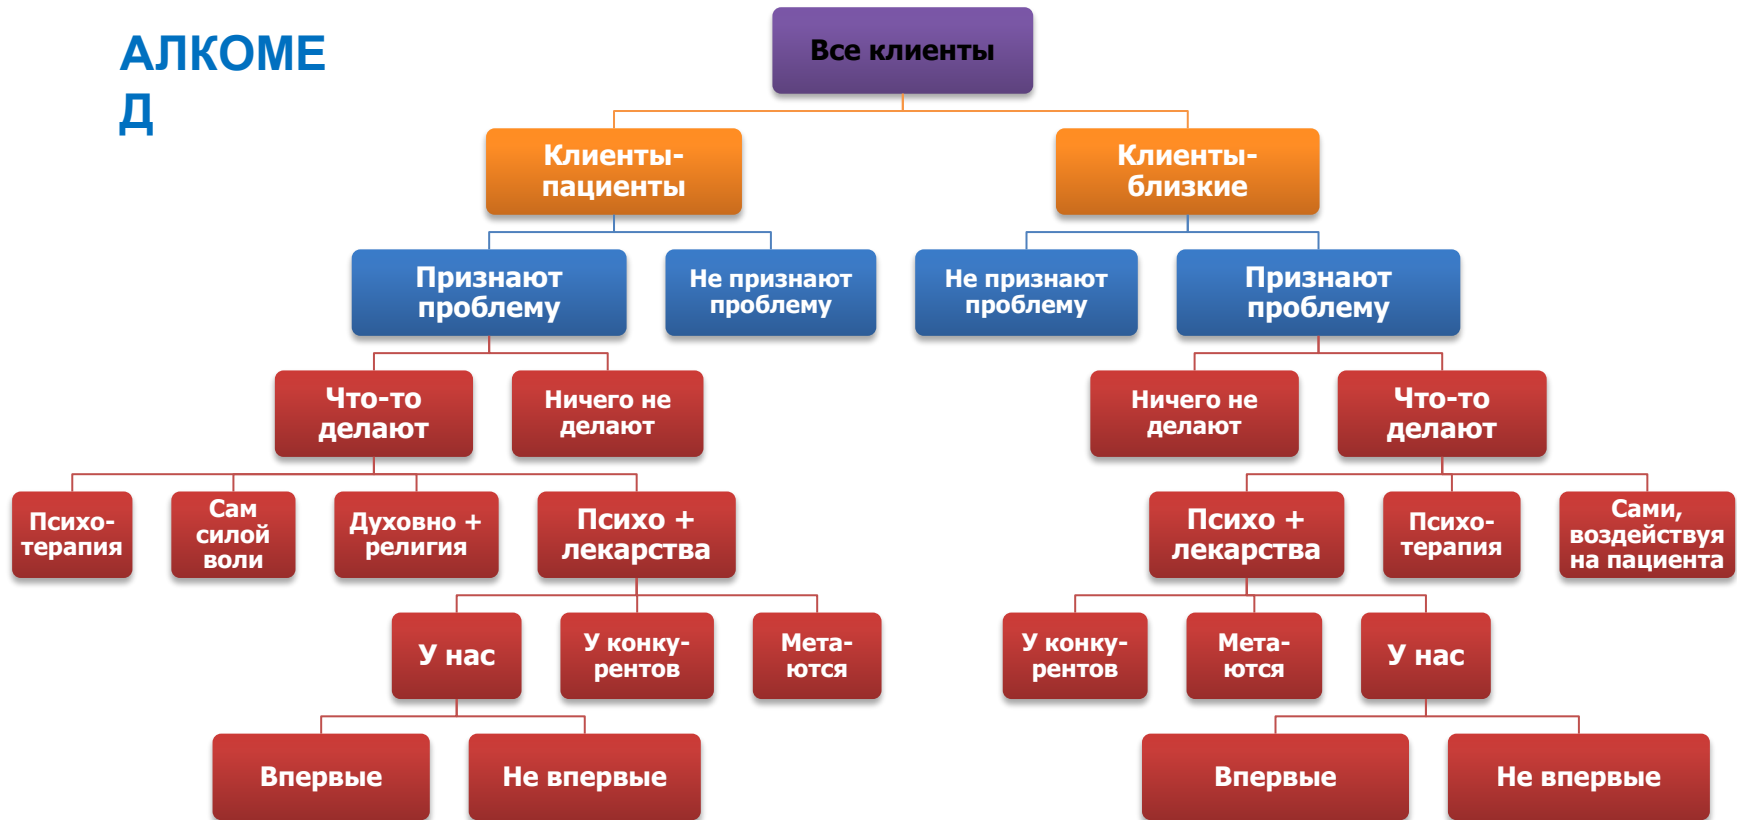 АЛКОМЕ
Д
Все клиенты
Клиенты-
пациенты
Клиенты-
близкие
Признают
проблему
Не признают
проблему
Не признают
проблему
Признают
проблему
Что-то
делают
Ничего не
делают
Ничего не
делают
Что-то
делают
Психо-
терапия
Сам
силой
воли
Духовно +
религия
Психо +
лекарства
Психо +
лекарства
Психо-
терапия
Сами,
воздействуя
на пациента
У нас
У конку-
рентов
Мета-
ются
У конку-
рентов
Мета-
ются
У нас
Впервые
Не впервые
Впервые
Не впервые